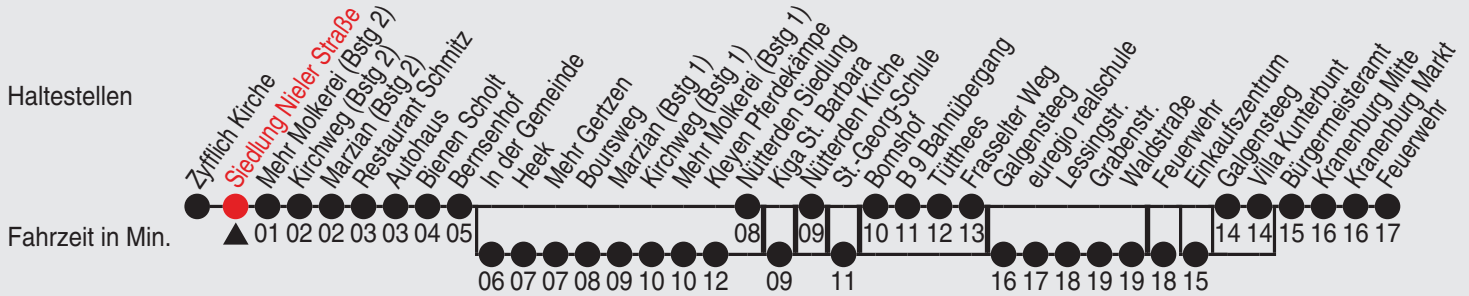 Haltestellen
Zyfflich Kirche
Siedlung Nieler Straße
Mehr Molkerei (Bstg 2)
Kirchweg (Bstg 2)
Marzian (Bstg 2)
Restaurant Schmitz
Autohaus
Bienen Scholt
Bernsenhof
In der Gemeinde
Heek
Mehr Gertzen
Boursweg
Marzian (Bstg 1)
Kirchweg (Bstg 1)
Mehr Molkerei (Bstg 1)
Kleyen Pferdekämpe
Nütterden Siedlung
Kiga St. Barbara
Nütterden Kirche
St.-Georg-Schule
Bomshof
B 9 Bahnübergang
Tütthees
Frasselter Weg
Galgensteeg
euregio realschule
Lessingstr.
Grabenstr.
Waldstraße
Feuerwehr
Einkaufszentrum
Galgensteeg
Villa Kunterbunt
Bürgermeisteramt
Kranenburg Mitte
Kranenburg Markt
Feuerwehr
Fahrzeit in Min.
01 02 02 03 03 04 05 08 09 10 11 12 13 14 14 15 16 16 17
06 07 07 08 09 10 10 12 09 11 16 17 18 19 19 18 15